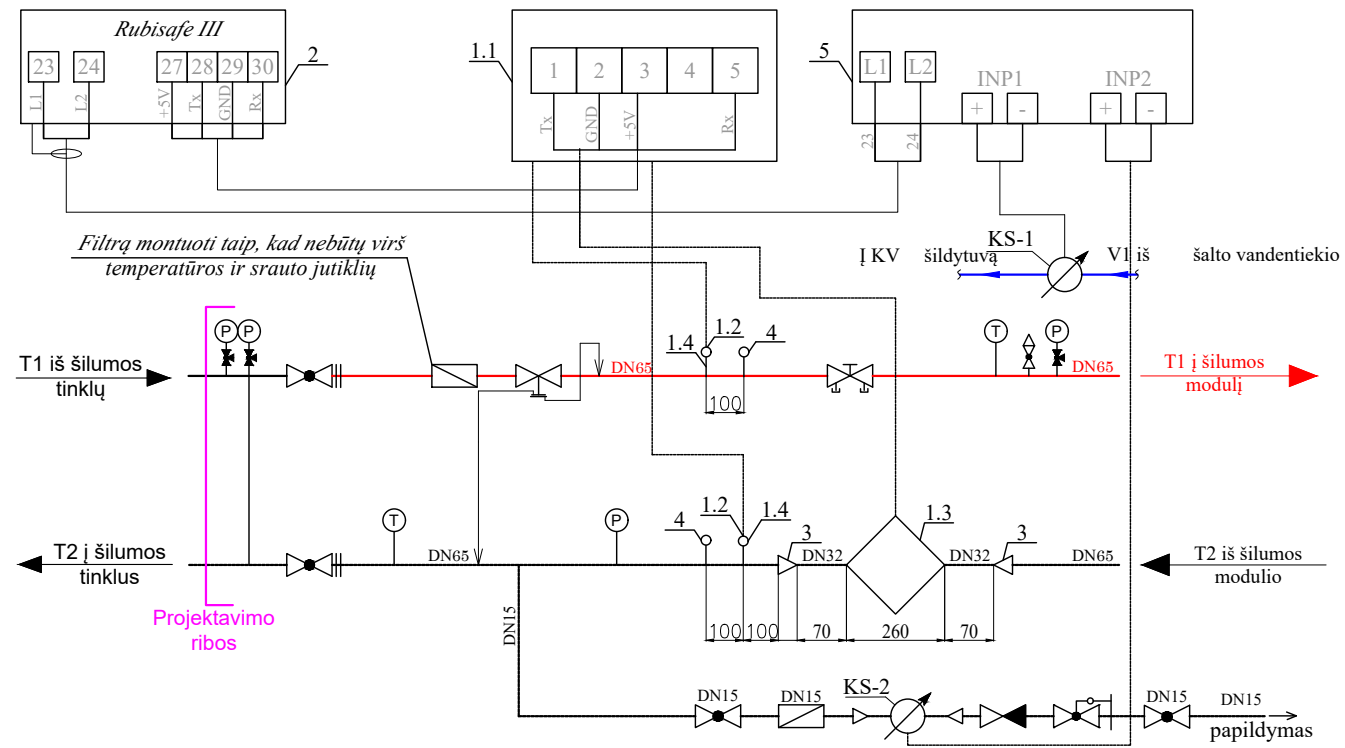 Rubisafe III
23
24
27
28
29
30
L1
L2
+5V
Tx
GND
Rx
2
1.1
1
2
3
4
5
Tx
GND
+5V
Rx
5
L1
L2
INP1
INP2
+
-
+
-
23
24
Filtrą montuoti taip, kad nebūtų virš
temperatūros ir srauto jutiklių
KS-1
Į KV
šildytuvą
V1 iš
šalto vandentiekio
P
P
1.2
4
1.4
T
P
T1 iš šilumos
tinklų
DN65
DN65
T1 į šilumos
modulį
100
T
P
4
1.2
1.4
3
1.3
3
T2 į šilumos
tinklus
DN65
DN32
DN32
DN65
T2 iš šilumos
modulio
Projektavimo
ribos
DN15
100
100
70
260
70
DN15
DN15
KS-2
DN15
DN15
papildymas